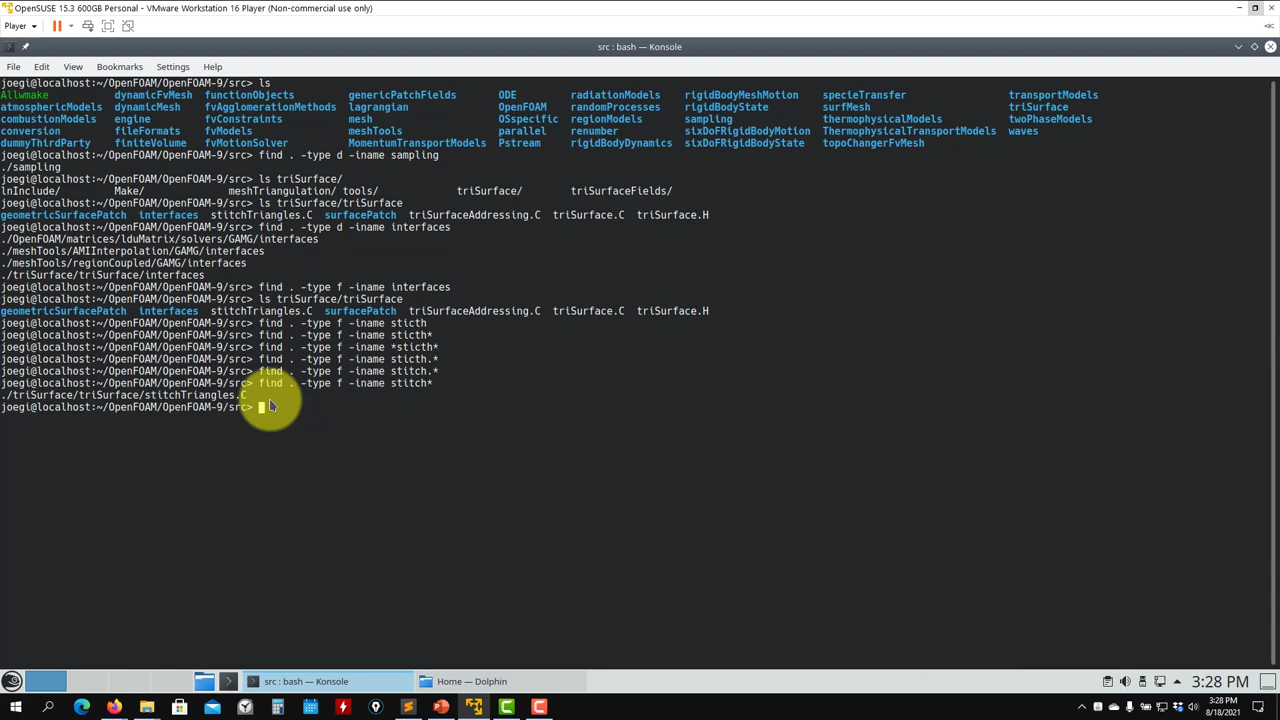 OpenSUSE 15.3 600GB Personal - VMware Workstation 16 Player (Non-commercial use only)
Player
src : bash — Konsole
File Edit View Bookmarks Settings Help
joegi@localhost:~/OpenFOAM/OpenFOAM-9/src> ls
Allwmake dynamicFvMesh functionObjects genericPatchFields ODE radiationModels rigidBodyMeshMotion specieTransfer transportModels
atmosphericModels dynamicMesh fvAgglomerationMethods lagrangian OpenFOAM randomProcesses rigidBodyState surfMesh triSurface
combustionModels engine fvConstraints mesh OSspecific regionModels sampling thermophysicalModels twoPhaseModels
conversion fileFormats fvModels meshTools parallel renumber sixDoFRigidBodyMotion ThermophysicalTransportModels waves
dummyThirdParty finiteVolume fvMotionSolver MomentumTransportModels Pstream rigidBodyDynamics sixDoFRigidBodyState topoChangerFvMesh
joegi@localhost:~/OpenFOAM/OpenFOAM-9/src> find . -type d -iname sampling
./sampling
joegi@localhost:~/OpenFOAM/OpenFOAM-9/src> ls triSurface/
lnInclude/ Make/ meshTriangulation/ tools/ triSurface/ triSurfaceFields/
joegi@localhost:~/OpenFOAM/OpenFOAM-9/src> ls triSurface/triSurface
geometricSurfacePatch interfaces stitchTriangles.C surfacePatch triSurfaceAddressing.C triSurface.C triSurface.H
joegi@localhost:~/OpenFOAM/OpenFOAM-9/src> find . -type d -iname interfaces
./OpenFOAM/matrices/lduMatrix/solvers/GAMG/interfaces
./meshTools/AMIInterpolation/GAMG/interfaces
./meshTools/regionCoupled/GAMG/interfaces
./triSurface/triSurface/interfaces
joegi@localhost:~/OpenFOAM/OpenFOAM-9/src> find . -type f -iname interfaces
joegi@localhost:~/OpenFOAM/OpenFOAM-9/src> ls triSurface/triSurface
geometricSurfacePatch interfaces stitchTriangles.C surfacePatch triSurfaceAddressing.C triSurface.C triSurface.H
joegi@localhost:~/OpenFOAM/OpenFOAM-9/src> find . -type f -iname sticth
joegi@localhost:~/OpenFOAM/OpenFOAM-9/src> find . -type f -iname sticth*
joegi@localhost:~/OpenFOAM/OpenFOAM-9/src> find . -type f -iname *sticth*
joegi@localhost:~/OpenFOAM/OpenFOAM-9/src> find . -type f -iname sticth.*
joegi@localhost:~/OpenFOAM/OpenFOAM-9/src> find . -type f -iname stitch.*
joegi@localhost:~/OpenFOAM/OpenFOAM-9/src> find . -type f -iname stitch*
./triSurface/triSurface/stitchTriangles.C
joegi@localhost:~/OpenFOAM/OpenFOAM-9/src>
src : bash — Konsole Home — Dolphin 3:28 PM
3:28 PM
8/18/2021